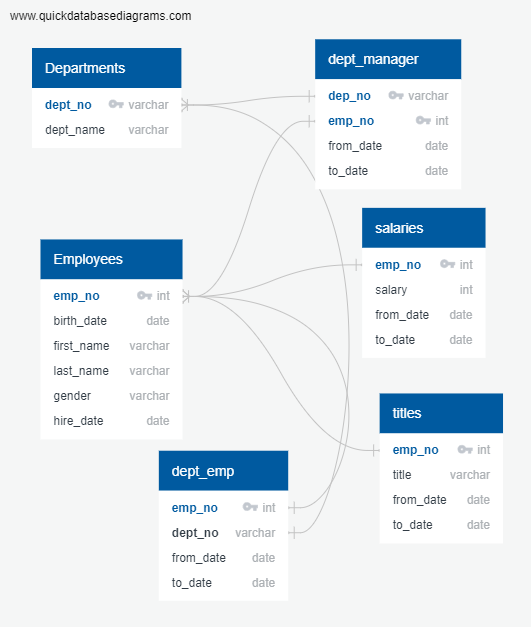 www.quickdatabasediagrams.com
Departments
dept_no varchar
dept_name varchar
dept_manager
dep_no varchar
emp_no int
from_date date
to_date date
salaries
emp_no int
salary int
from_date date
to_date date
Employees
emp_no int
birth_date date
first_name varchar
last_name varchar
gender varchar
hire_date date
titles
emp_no int
title varchar
from_date date
to_date date
dept_emp
emp_no int
dept_no varchar
from_date date
to_date date